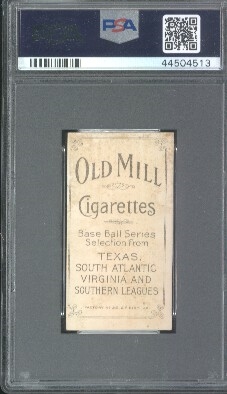 PSA
44504513
OLD MILL
Cigarettes
Base Ball Series
Selection from
TEXAS,
SOUTH ATLANTIC
VIRGINIA AND
SOUTHERN LEAGUES